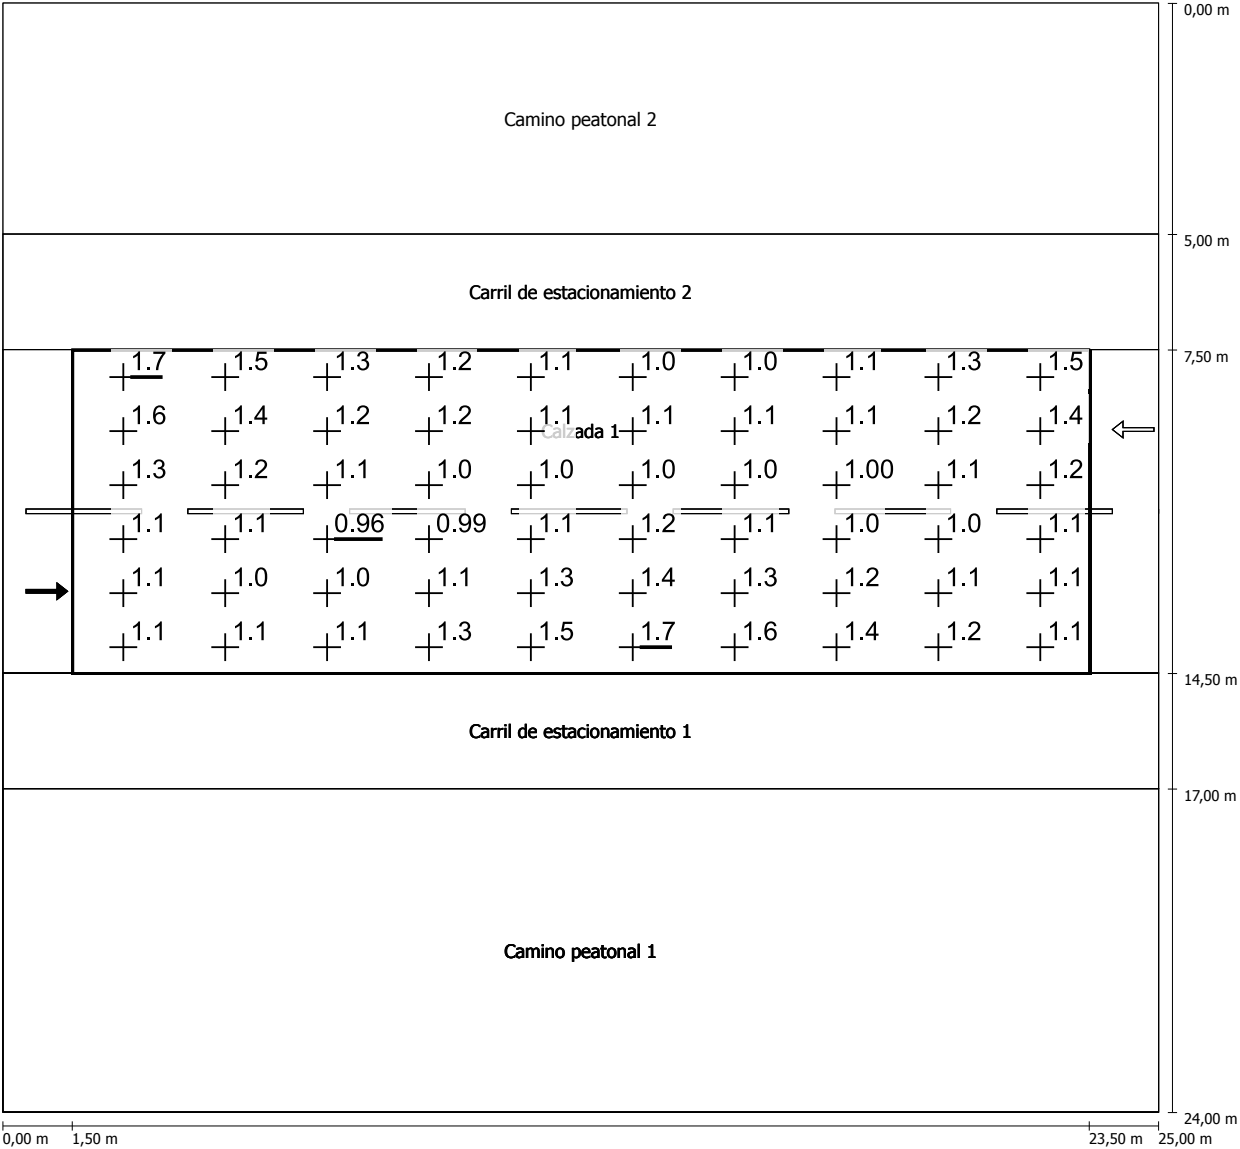 0,00 m
Camino peatonal 2
5,00 m
Carril de estacionamiento 2
7,50 m
1.7 1.5 1.3 1.2 1.1 1.0 1.0 1.1 1.3 1.5
1.6 1.4 1.2 1.2 1.1 1.1 1.1 1.1 1.2 1.4
Calzada 1
1.3 1.2 1.1 1.0 1.0 1.0 1.0 1.00 1.1 1.2
1.1 1.1 0.96 0.99 1.1 1.2 1.1 1.0 1.0 1.1
1.1 1.0 1.0 1.1 1.3 1.4 1.3 1.2 1.1 1.1
1.1 1.1 1.1 1.3 1.5 1.7 1.6 1.4 1.2 1.1
14,50 m
Carril de estacionamiento 1
17,00 m
Camino peatonal 1
24,00 m
0,00 m 1,50 m 23,50 m 25,00 m